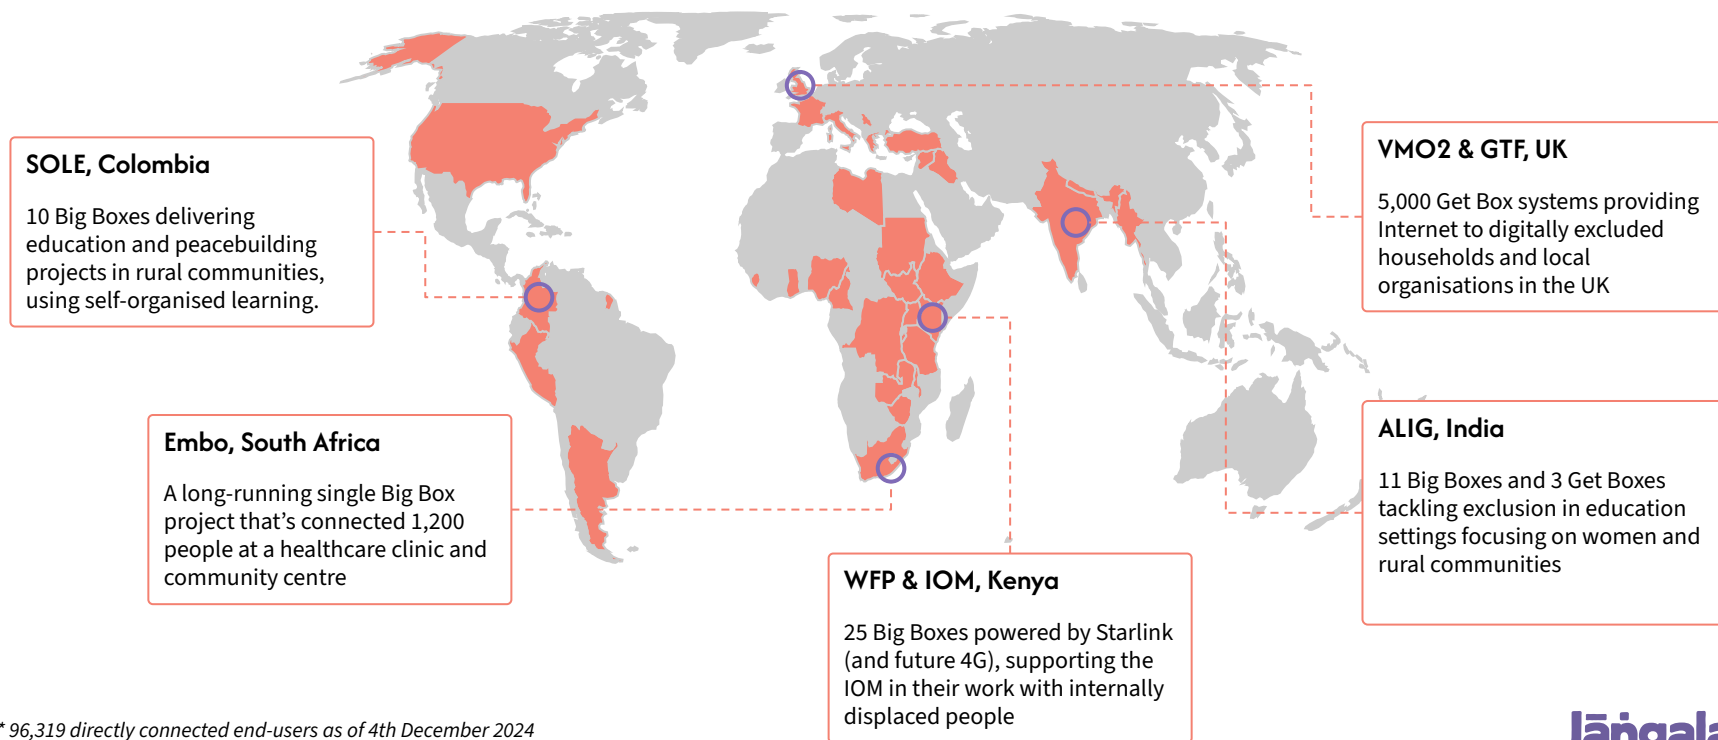 SOLE, Colombia
10 Big Boxes delivering
education and peacebuilding
projects in rural communities,
using self-organised learning.
Embo, South Africa
A long-running single Big Box
project that’s connected 1,200
people at a healthcare clinic and
community centre
WFP & IOM, Kenya
25 Big Boxes powered by Starlink
(and future 4G), supporting the
IOM in their work with internally
displaced people
VMO2 & GTF, UK
5,000 Get Box systems providing
Internet to digitally excluded
households and local
organisations in the UK
ALIG, India
11 Big Boxes and 3 Get Boxes
tackling exclusion in education
settings focusing on women and
rural communities
* 96,319 directly connected end-users as of 4th December 2024
jāṅgala